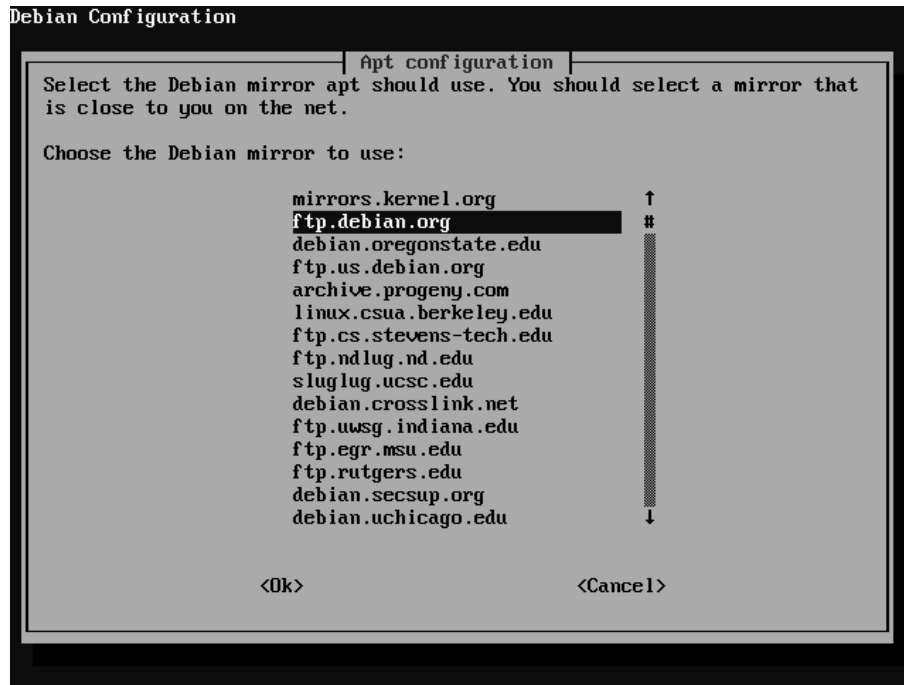 Debian Configuration
Apt configuration
Select the Debian mirror apt should use. You should select a mirror that
is close to you on the net.
Choose the Debian mirror to use:
mirrors.kernel.org
ftp.debian.org
debian.oregonstate.edu
ftp.us.debian.org
archive.progeny.com
linux.csua.berkeley.edu
ftp.cs.stevens-tech.edu
ftp.ndlug.nd.edu
sluglug.ucsc.edu
debian.crosslink.net
ftp.uwsg.indiana.edu
ftp.egr.msu.edu
ftp.rutgers.edu
debian.secsup.org
debian.uchicago.edu
<Ok> <Cancel>